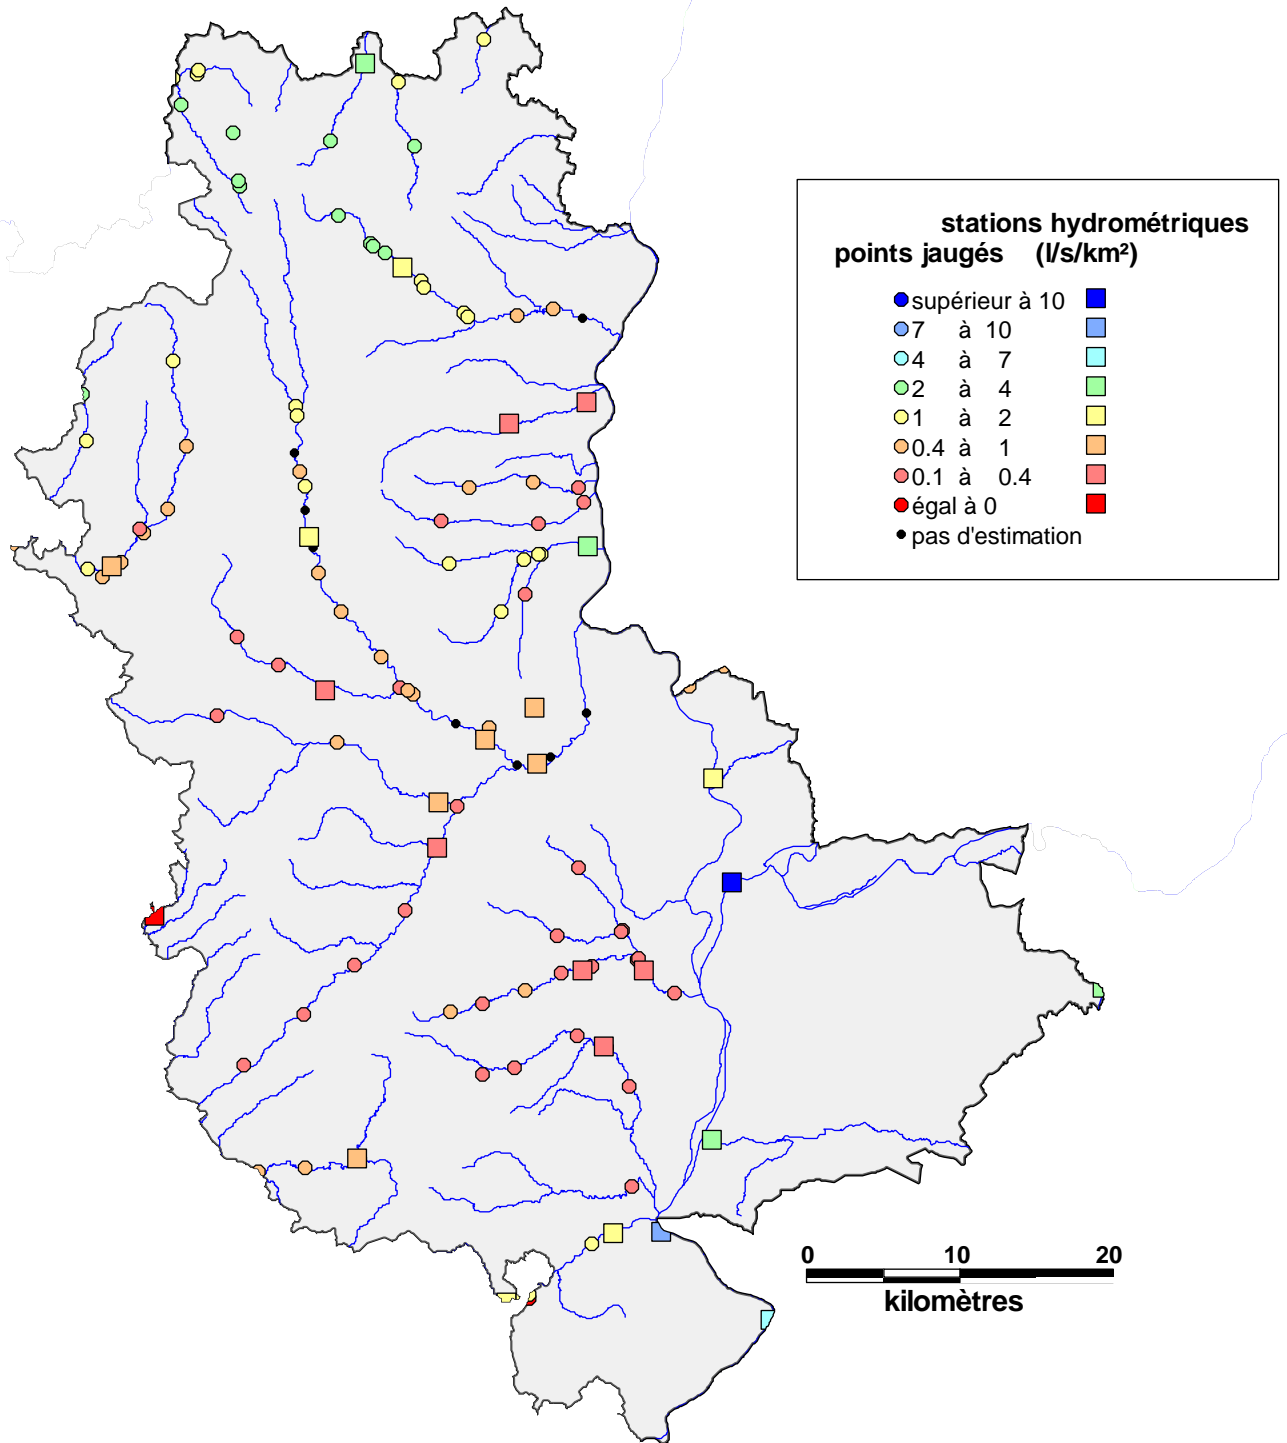 stations hydrométriques
points jaugés (l/s/km²)
supérieur à 10
7 à 10
4 à 7
2 à 4
1 à 2
0.4 à 1
0.1 à 0.4
égal à 0
pas d'estimation
0 10 20
kilomètres